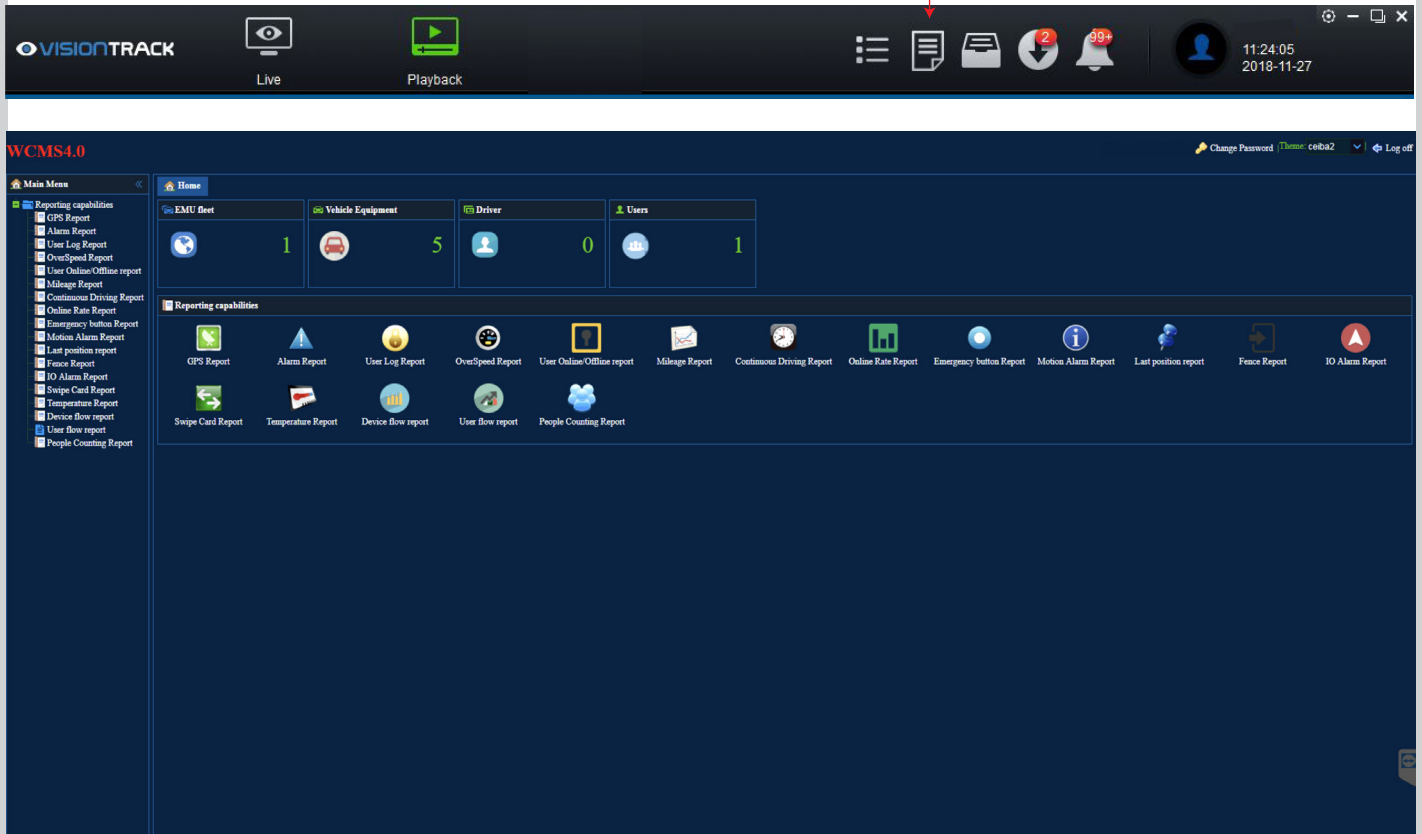 VISIONTRACK
Live
Playback
2
99+
11:24:05
2018-11-27
WCMS4.0
Change Password Theme: ceiba2 Log off
Main Menu
Reporting capabilities
GPS Report
Alarm Report
User Log Report
OverSpeed Report
User Online/Offline report
Mileage Report
Continuous Driving Report
Online Rate Report
Emergency button Report
Motion Alarm Report
Last position report
Fence Report
IO Alarm Report
Swipe Card Report
Temperature Report
Device flow report
User flow report
People Counting Report
Home
EMU fleet Vehicle Equipment Driver Users
1 5 0 1
Reporting capabilities
GPS Report Alarm Report User Log Report OverSpeed Report User Online/Offline report Mileage Report Continuous Driving Report Online Rate Report Emergency button Report Motion Alarm Report Last position report Fence Report IO Alarm Report
Swipe Card Report Temperature Report Device flow report User flow report People Counting Report